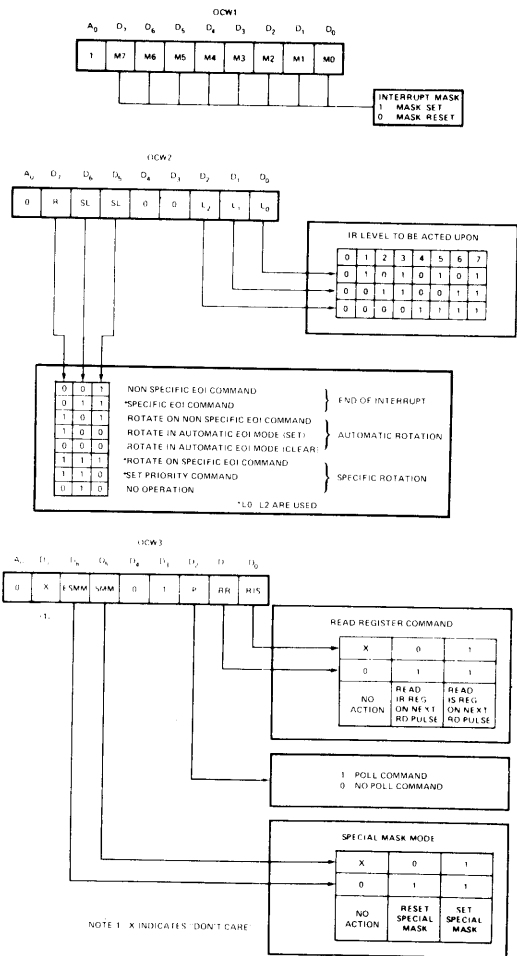 OCW1
A0 D7 D6 D5 D4 D3 D2 D1 D0
1 M7 M6 M5 M4 M3 M2 M1 M0
INTERRUPT MASK
1 MASK SET
0 MASK RESET
OCW2
A0 D7 D6 D5 D4 D3 D2 D1 D0
0 R SL SL 0 0 L2 L1 L0
IR LEVEL TO BE ACTED UPON
0 1 2 3 4 5 6 7
0 1 0 1 0 1 0 1
0 0 1 1 0 0 1 1
0 0 0 0 1 1 1 1
0 0 1 NON SPECIFIC EOI COMMAND
0 1 1 *SPECIFIC EOI COMMAND
END OF INTERRUPT
1 0 1 ROTATE ON NON SPECIFIC EOI COMMAND
1 0 0 ROTATE IN AUTOMATIC EOI MODE (SET)
0 0 0 ROTATE IN AUTOMATIC EOI MODE (CLEAR)
AUTOMATIC ROTATION
1 1 1 *ROTATE ON SPECIFIC EOI COMMAND
1 1 0 *SET PRIORITY COMMAND
0 1 0 NO OPERATION
SPECIFIC ROTATION
*L0 L2 ARE USED
OCW3
A0 D7 D6 D5 D4 D3 D2 D D0
0 X ESMM SMM 0 1 P RR RIS
(1)
READ REGISTER COMMAND
X 0 1
0 1 1
NO ACTION
READ IR REG ON NEXT RD PULSE
READ IS REG ON NEXT RD PULSE
1 POLL COMMAND
0 NO POLL COMMAND
SPECIAL MASK MODE
X 0 1
0 1 1
NO ACTION
RESET SPECIAL MASK
SET SPECIAL MASK
NOTE 1 X INDICATES "DON'T CARE"